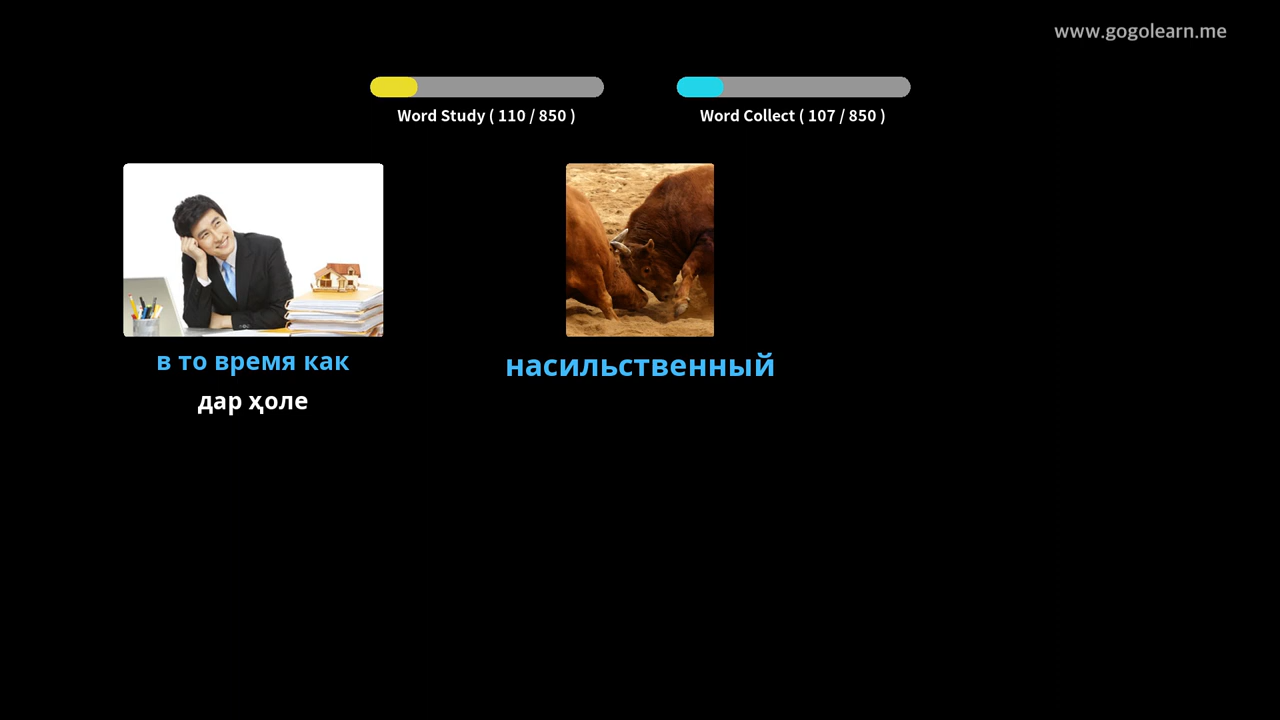 www.gogolearn.me
Word Study ( 110 / 850 )
Word Collect ( 107 / 850 )
в то время как
дар ҳоле
насильственный